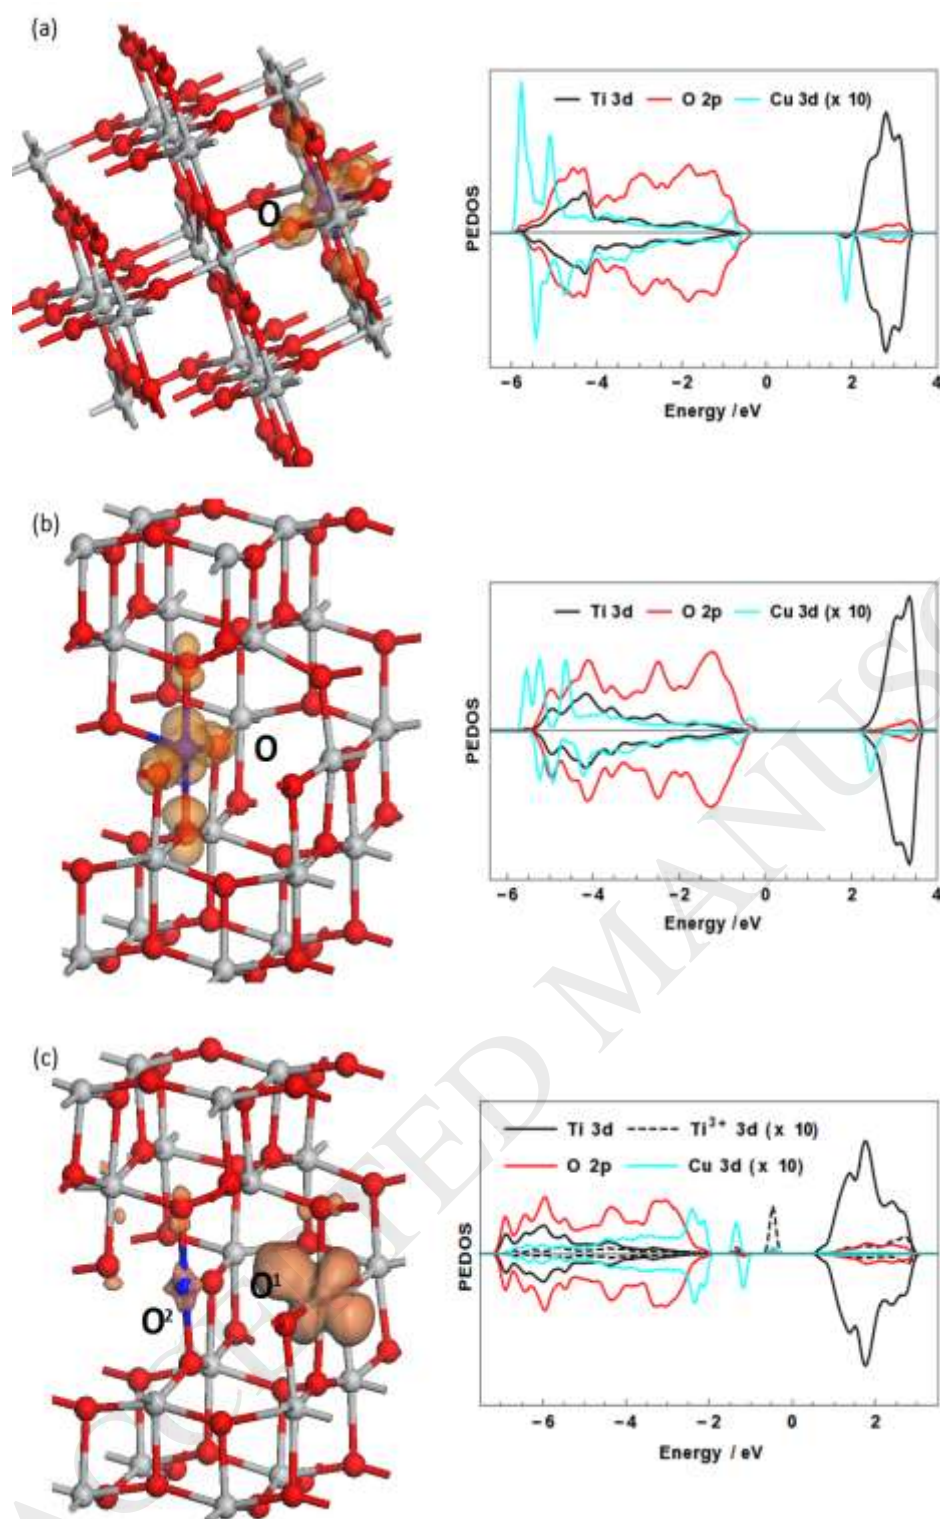 (a)
O
Ti 3d O 2p Cu 3d (x 10)
PEDOS
−6 −4 −2 0 2 4
Energy /eV
(b)
O
Ti 3d O 2p Cu 3d (x 10)
PEDOS
−6 −4 −2 0 2 4
Energy /eV
(c)
O¹
O²
Ti 3d Ti³⁺ 3d (x 10)
O 2p Cu 3d (x 10)
PEDOS
−6 −4 −2 0 2
Energy / eV
ACCEPTED MANUSC